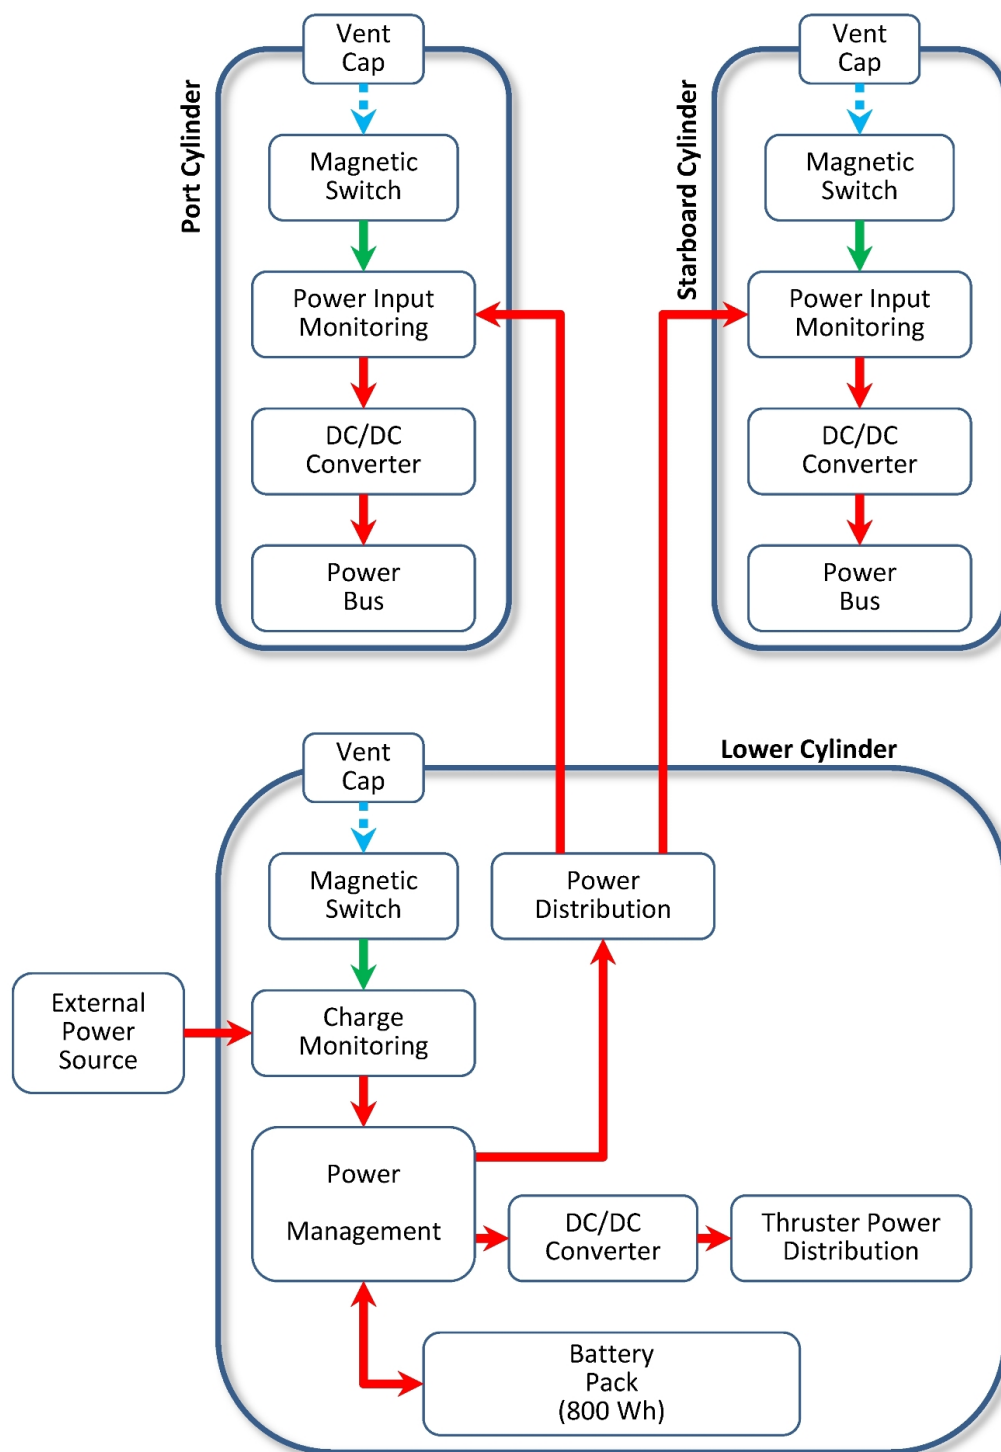 Vent
Cap
Port Cylinder
Magnetic
Switch
Power Input
Monitoring
DC/DC
Converter
Power
Bus
Vent
Cap
Starboard Cylinder
Magnetic
Switch
Power Input
Monitoring
DC/DC
Converter
Power
Bus
Lower Cylinder
Vent
Cap
Magnetic
Switch
Power
Distribution
External
Power
Source
Charge
Monitoring
Power
Management
DC/DC
Converter
Thruster Power
Distribution
Battery
Pack
(800 Wh)